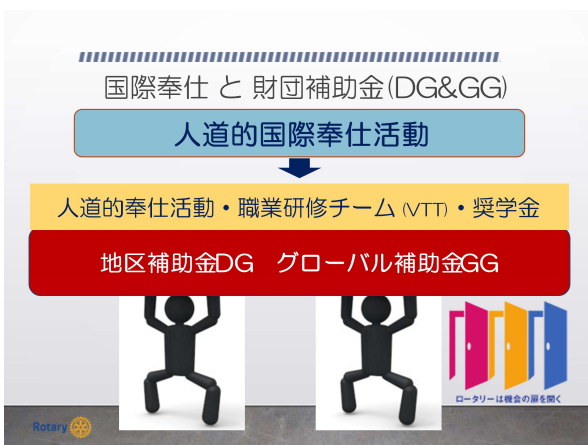 国際奉仕 と 財団補助金(DG&GG)
人道的国際奉仕活動
人道的奉仕活動・職業研修チーム (VTT)・奨学金
地区補助金DG グローバル補助金GG
ロータリーは機会の扉を開く
Rotary